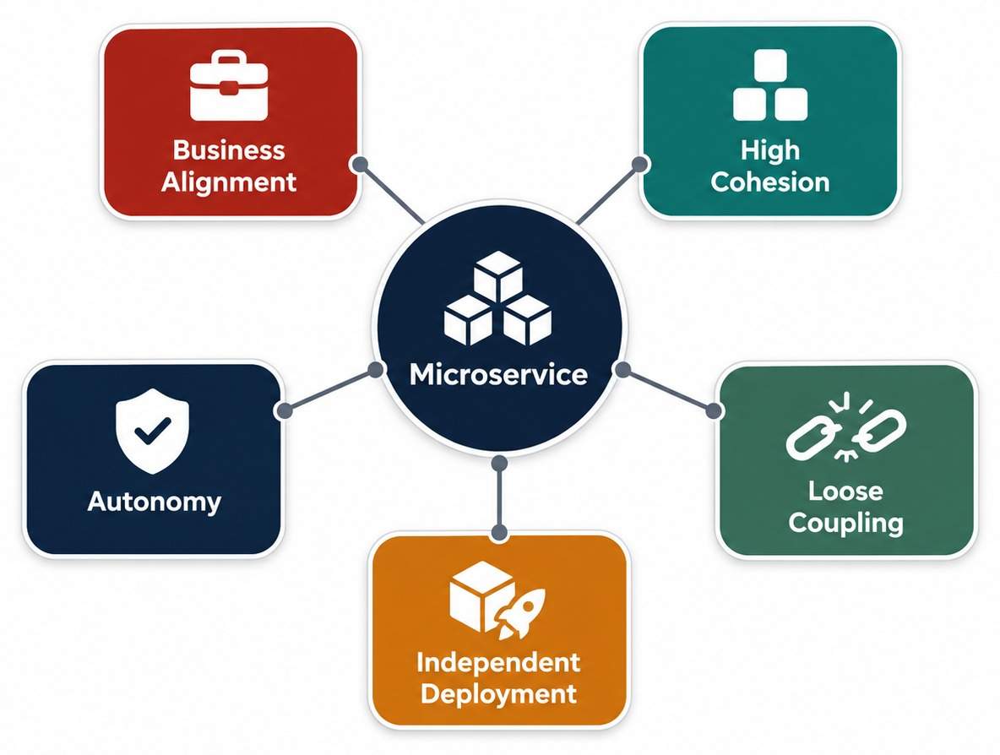 Business
Alignment
High
Cohesion
Microservice
Autonomy
Loose
Coupling
Independent
Deployment